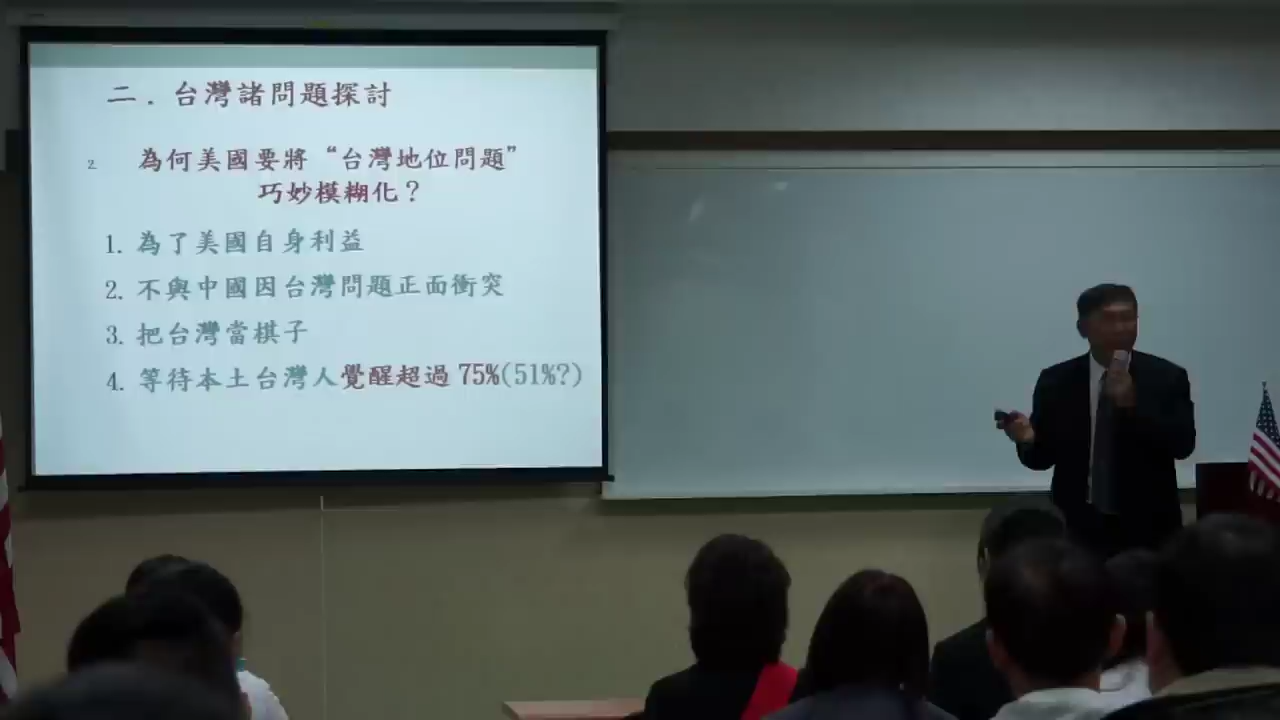 二．台灣諸問題探討
2. 為何美國要將“台灣地位問題”
巧妙模糊化？
1. 為了美國自身利益
2. 不與中國因台灣問題正面衝突
3. 把台灣當棋子
4. 等待本土台灣人覺醒超過 75%(51%?)